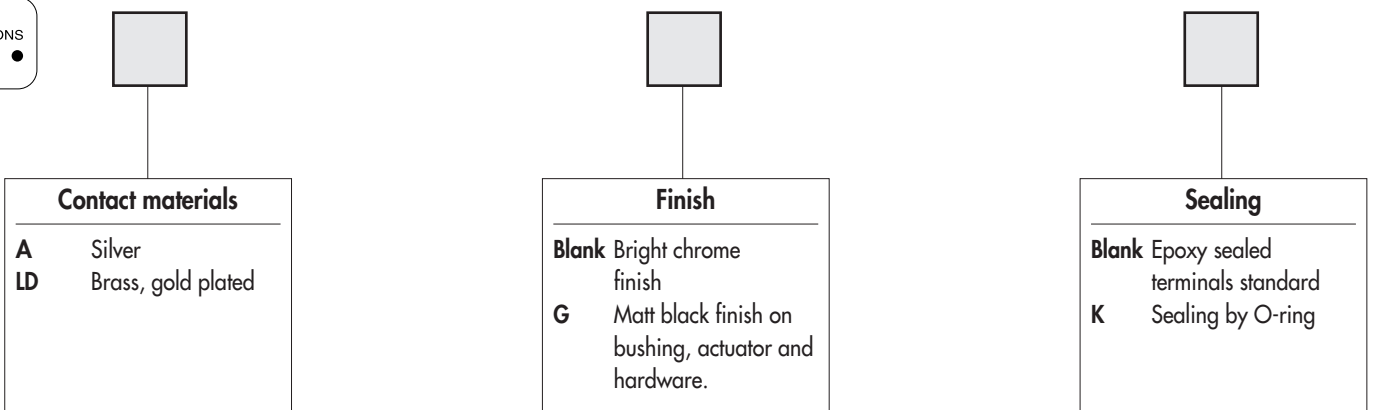 Contact materials
A Silver
LD Brass, gold plated
Finish
Blank Bright chrome
finish
G Matt black finish on
bushing, actuator and
hardware.
Sealing
Blank Epoxy sealed
terminals standard
K Sealing by O-ring